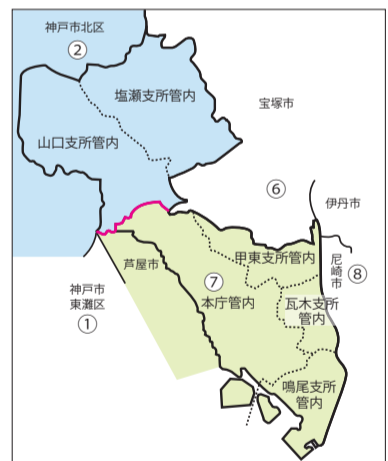 神戸市北区
②
塩瀬支所管内
山口支所管内
宝塚市
⑥
伊丹市
芦屋市
⑦
本庁管内
甲東支所管内
尼崎市
⑧
瓦木支所
管内
神戸市
東灘区
①
鳴尾支所
管内